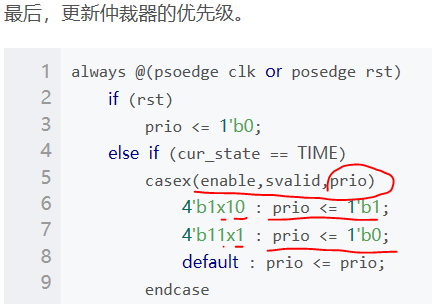 最后，更新仲裁器的优先级。
1 always @(psoedge clk or posedge rst)
2 if (rst)
3 prio <= 1'b0;
4 else if (cur_state == TIME)
5 casex(enable,svalid,prio)
6 4'b1x10 : prio <= 1'b1;
7 4'b11x1 : prio <= 1'b0;
8 default : prio <= prio;
9 endcase